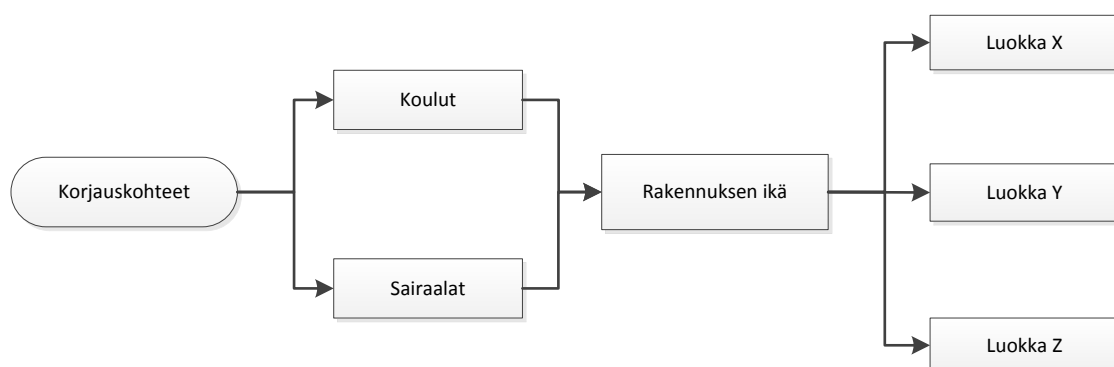 Korjauskohteet
Koulut
Sairaalat
Rakennuksen ikä
Luokka X
Luokka Y
Luokka Z